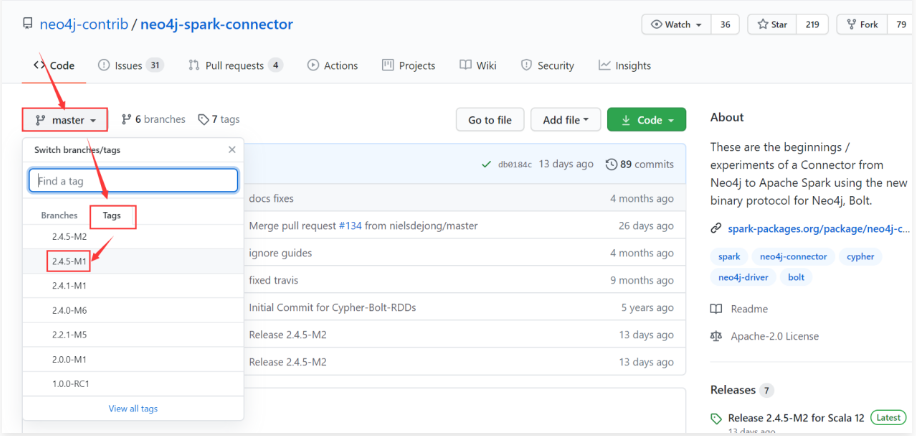 neo4j-contrib / neo4j-spark-connector
Watch 36 Star 219 Fork 79
Code Issues 31 Pull requests 4 Actions Projects Wiki Security Insights
master 6 branches 7 tags Go to file Add file Code
Switch branches/tags
Find a tag
Branches Tags
2.4.5-M2
2.4.5-M1
2.4.1-M1
2.4.0-M6
2.2.1-M5
2.0.0-M1
1.0.0-RC1
View all tags
db0184c 13 days ago 89 commits
docs fixes 4 months ago
Merge pull request #134 from nielsdejong/master 26 days ago
ignore guides 4 months ago
fixed travis 9 months ago
Initial Commit for Cypher-Bolt-RDDs 5 years ago
Release 2.4.5-M2 13 days ago
Release 2.4.5-M2 13 days ago
About
These are the beginnings /
experiments of a Connector from
Neo4j to Apache Spark using the new
binary protocol for Neo4j, Bolt.
spark-packages.org/package/neo4j-c...
spark neo4j-connector cypher
neo4j-driver bolt
Readme
Apache-2.0 License
Releases 7
Release 2.4.5-M2 for Scala 12 Latest
13 days ago